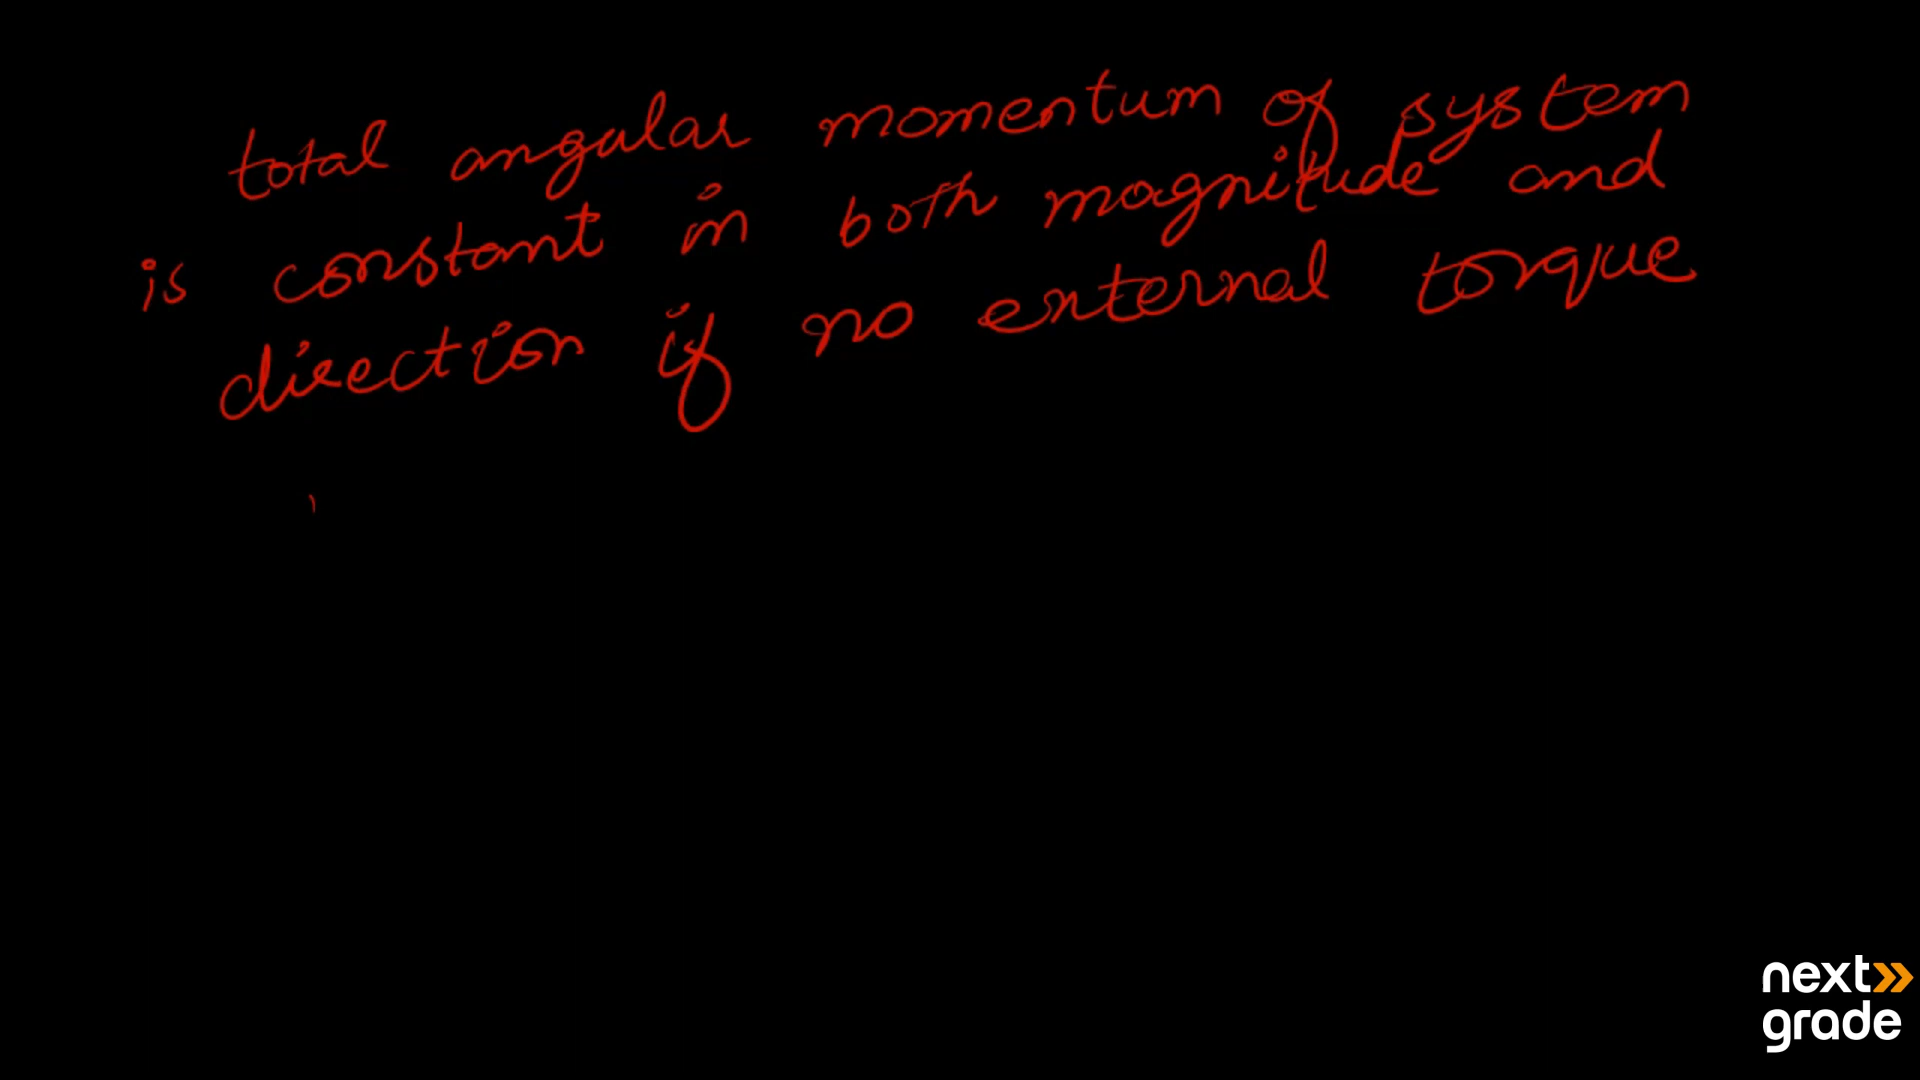 total angular momentum of system
is constant in both magnitude and
direction if no external torque
next
grade